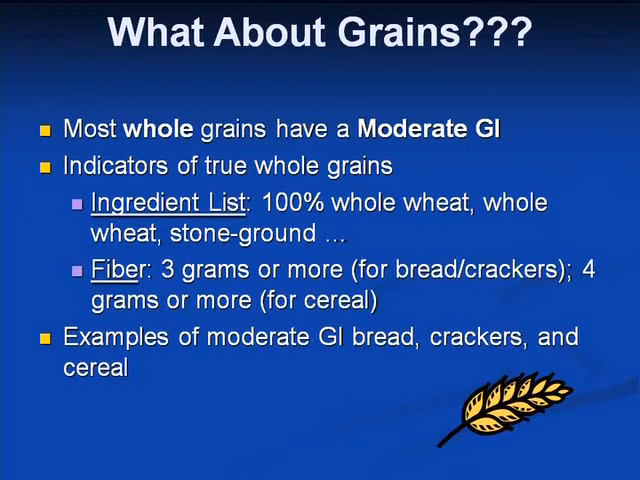 What About Grains???
Most whole grains have a Moderate GI
Indicators of true whole grains
Ingredient List: 100% whole wheat, whole
wheat, stone-ground ...
Fiber: 3 grams or more (for bread/crackers); 4
grams or more (for cereal)
Examples of moderate GI bread, crackers, and
cereal